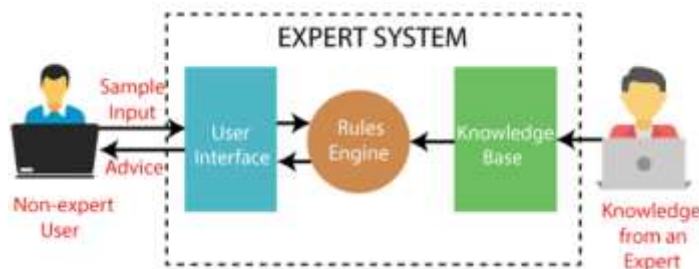 EXPERT SYSTEM
Sample
Input
Advice
Non-expert
User
User
Interface
Rules
Engine
Knowledge
Base
Knowledge
from an
Expert